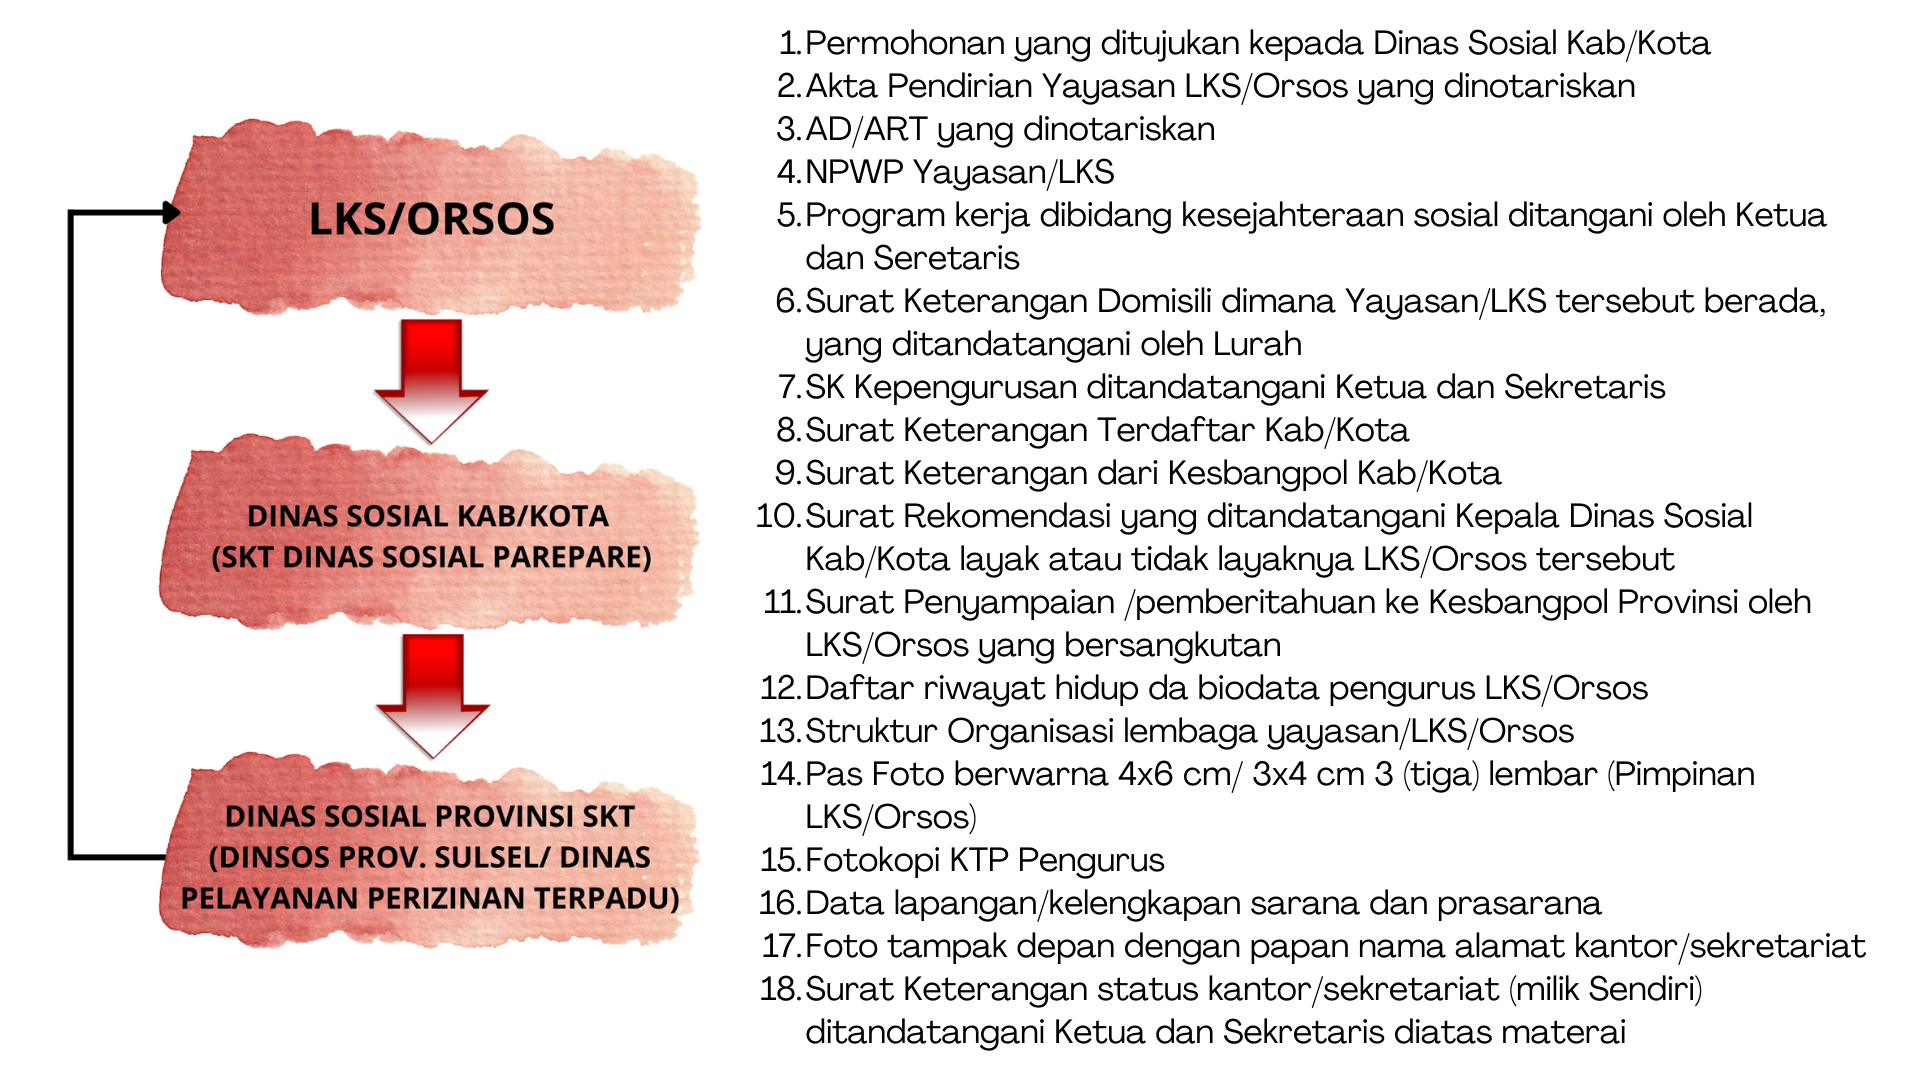 LKS/ORSOS
DINAS SOSIAL KAB/KOTA
(SKT DINAS SOSIAL PAREPARE)
DINAS SOSIAL PROVINSI SKT
(DINSOS PROV. SULSEL/ DINAS
PELAYANAN PERIZINAN TERPADU)
1. Permohonan yang ditujukan kepada Dinas Sosial Kab/Kota
2. Akta Pendirian Yayasan LKS/Orsos yang dinotariskan
3. AD/ART yang dinotariskan
4. NPWP Yayasan/LKS
5. Program kerja dibidang kesejahteraan sosial ditangani oleh Ketua
dan Seretaris
6. Surat Keterangan Domisili dimana Yayasan/LKS tersebut berada,
yang ditandatangani oleh Lurah
7. SK Kepengurusan ditandatangani Ketua dan Sekretaris
8. Surat Keterangan Terdaftar Kab/Kota
9. Surat Keterangan dari Kesbangpol Kab/Kota
10. Surat Rekomendasi yang ditandatangani Kepala Dinas Sosial
Kab/Kota layak atau tidak layaknya LKS/Orsos tersebut
11. Surat Penyampaian /pemberitahuan ke Kesbangpol Provinsi oleh
LKS/Orsos yang bersangkutan
12. Daftar riwayat hidup da biodata pengurus LKS/Orsos
13. Struktur Organisasi lembaga yayasan/LKS/Orsos
14. Pas Foto berwarna 4x6 cm/ 3x4 cm 3 (tiga) lembar (Pimpinan
LKS/Orsos)
15. Fotokopi KTP Pengurus
16. Data lapangan/kelengkapan sarana dan prasarana
17. Foto tampak depan dengan papan nama alamat kantor/sekretariat
18. Surat Keterangan status kantor/sekretariat (milik Sendiri)
ditandatangani Ketua dan Sekretaris diatas materai